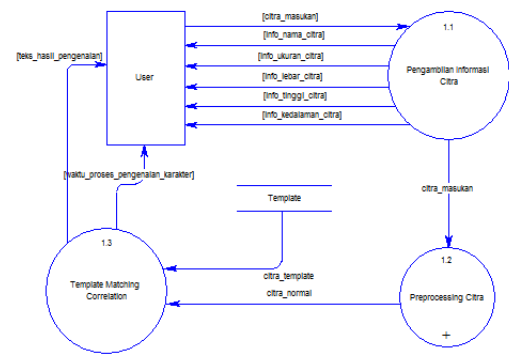 [citra_masukan]
1.1
[info_nama_citra]
[teks_hasil_pengenalan]
[info_ukuran_citra]
User
Pengambilan Informasi
Citra
[info_lebar_citra]
[info_tinggi_citra]
[info_kedalaman_citra]
[waktu_proses_pengenalan_karakter]
citra_masukan
Template
1.3
1.2
citra_template
Template Matching
Correlation
citra_normal
Preprocessing Citra
+